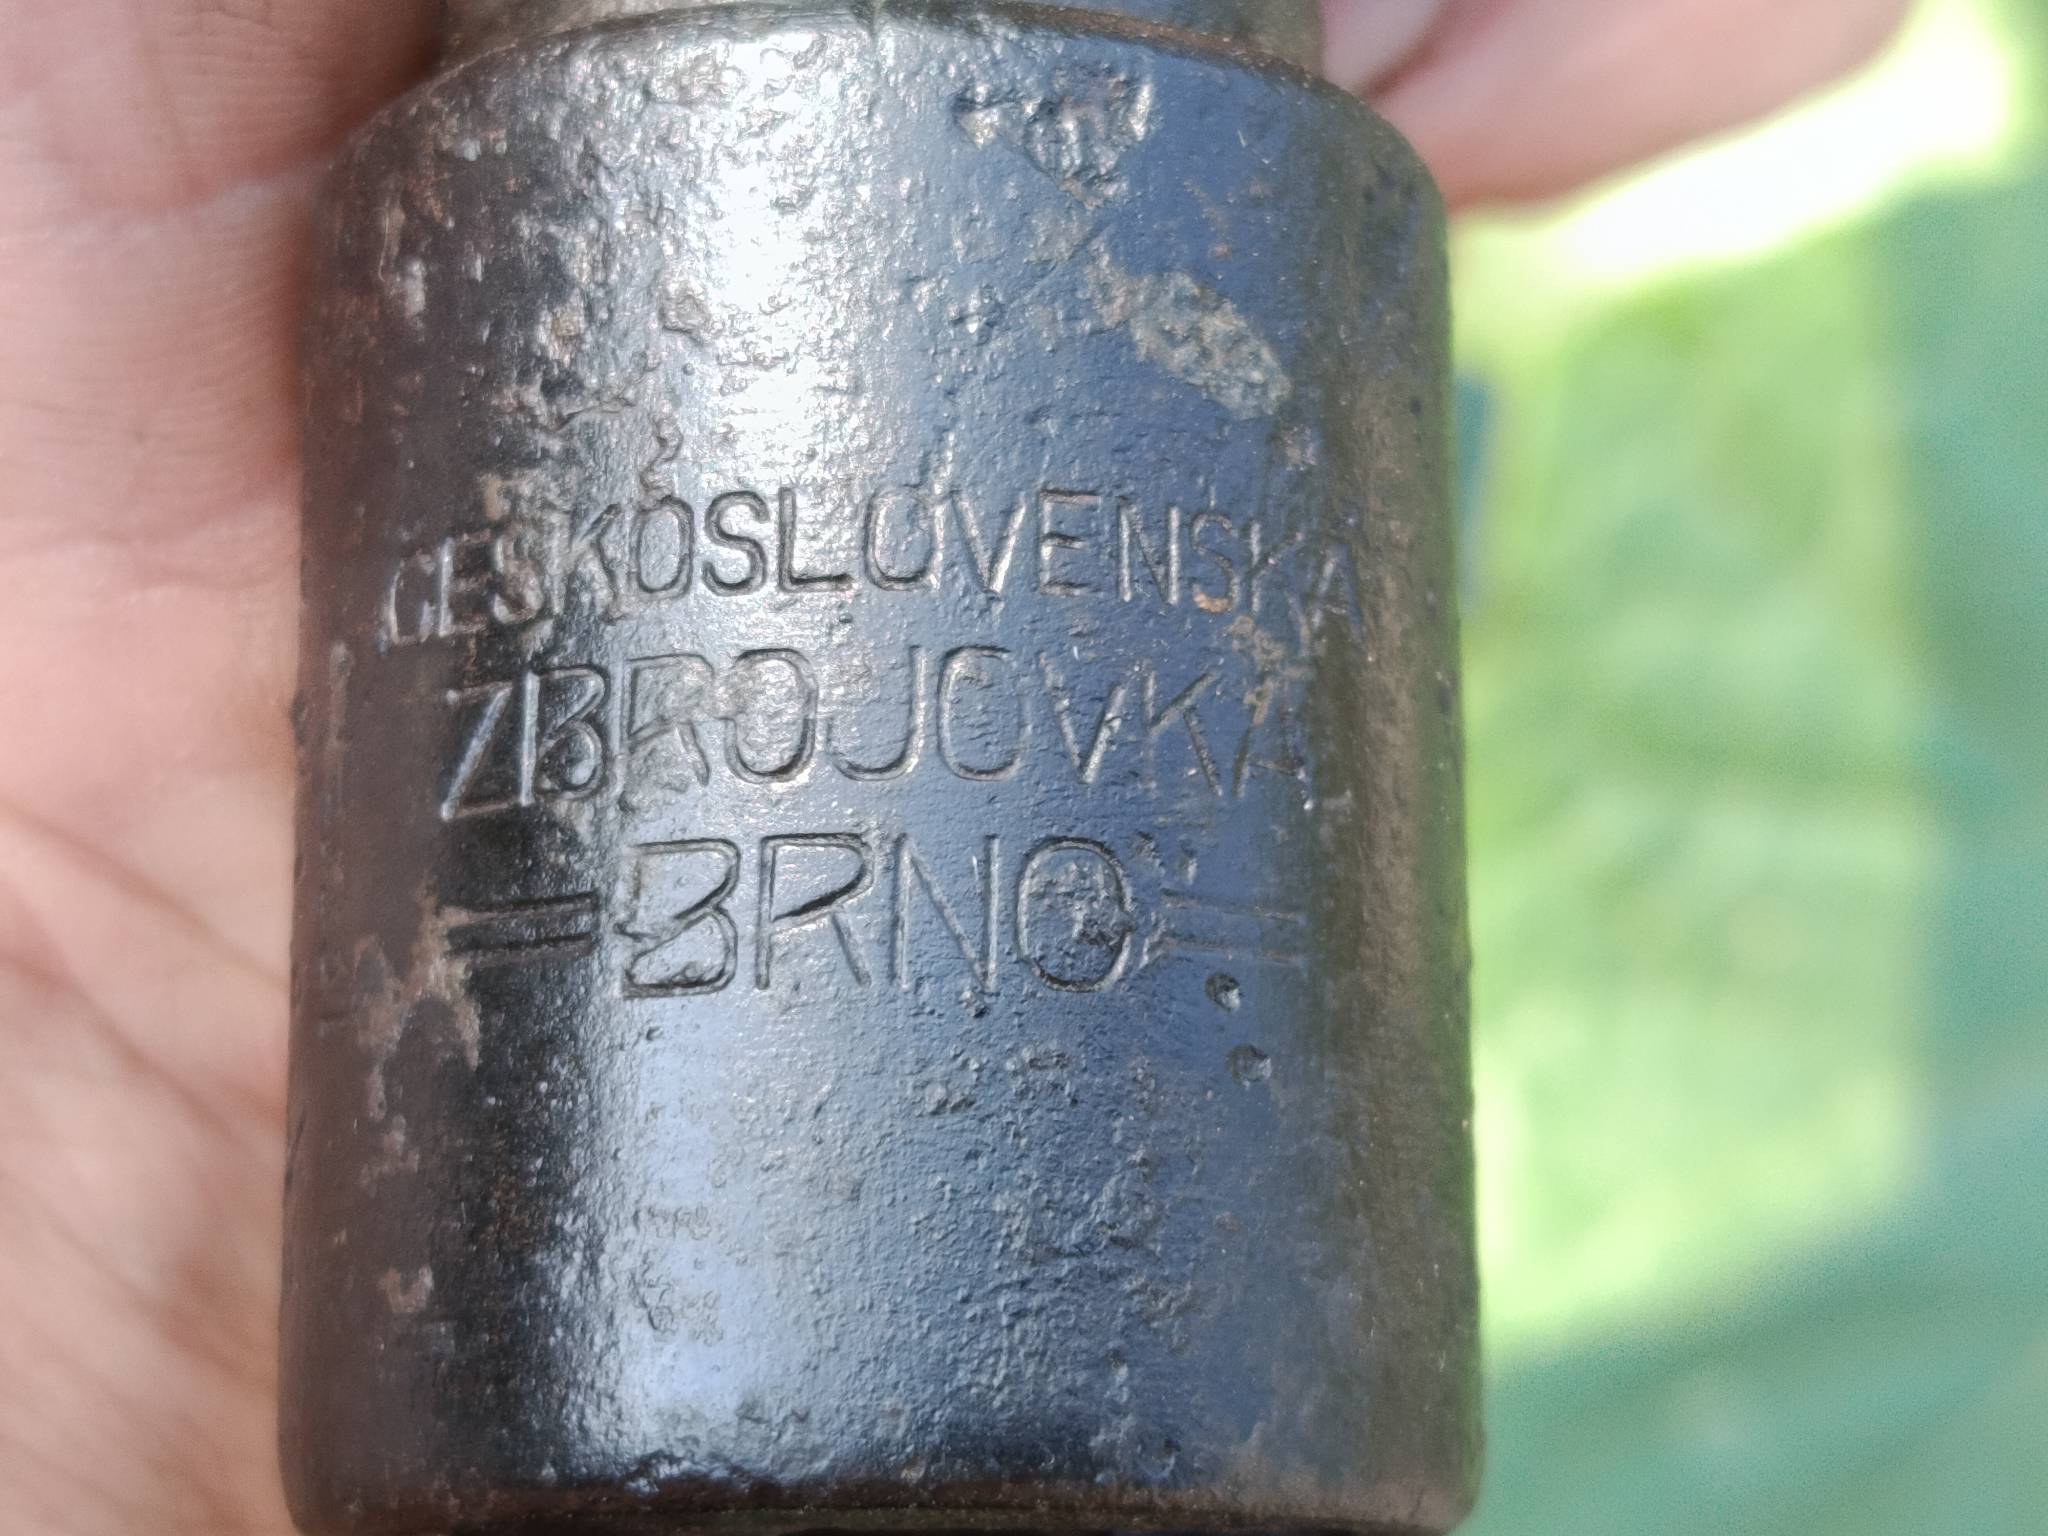 ČESKOSLOVENSKÁ
ZBROJOVKA
=BRNO=